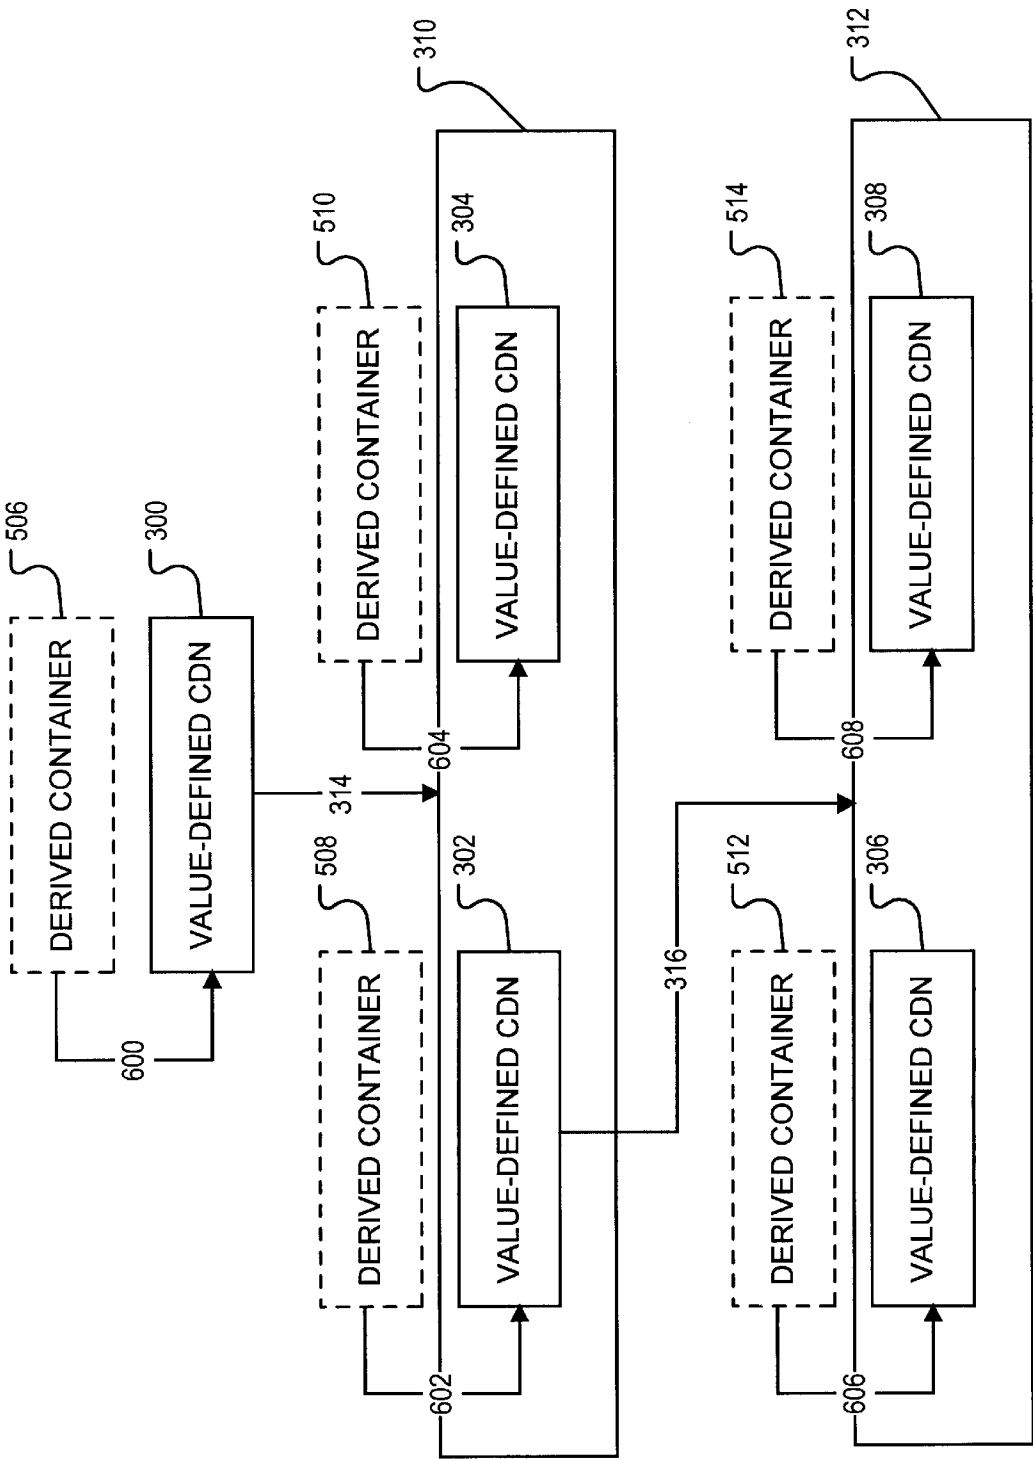 DERIVED CONTAINER
506
600
VALUE-DEFINED CDN
300
314
310
DERIVED CONTAINER
508
DERIVED CONTAINER
510
602
604
VALUE-DEFINED CDN
302
VALUE-DEFINED CDN
304
316
312
DERIVED CONTAINER
512
DERIVED CONTAINER
514
606
608
VALUE-DEFINED CDN
306
VALUE-DEFINED CDN
308